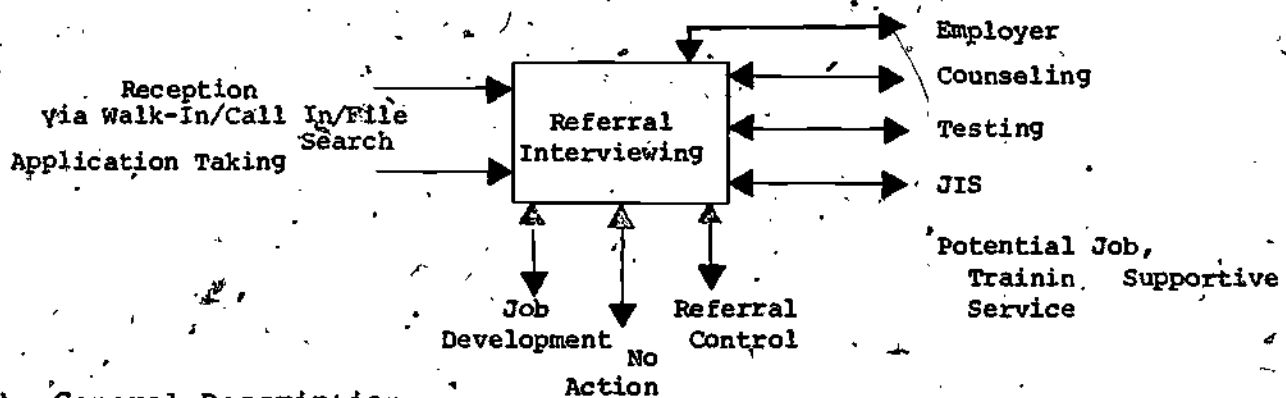 Employer
Counseling
Testing
JIS
Reception
via Walk-In/Call In/File
Search
Application Taking
Referral
Interviewing
Potential Job,
Trainin Supportive
Service
Job
Development
No
Action
Referral
Control
General Description